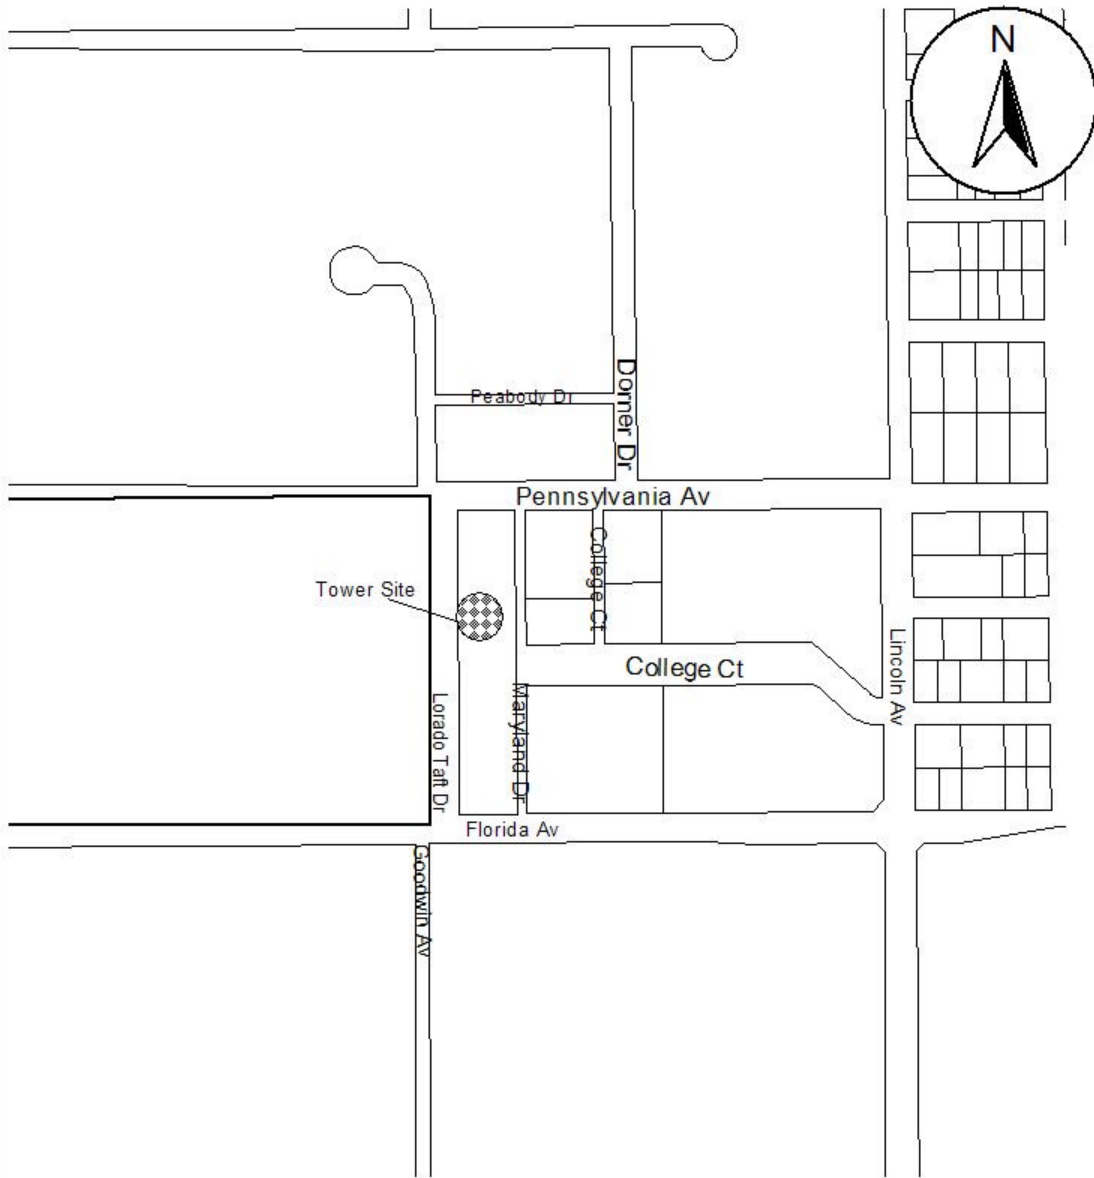 N
Peabody Dr
Dorner Dr
Pennsylvania Av
College Ct
Tower Site
College Ct
Lincoln Av
Maryland Dr
Lorado Taft Dr
Florida Av
Goodwin Av